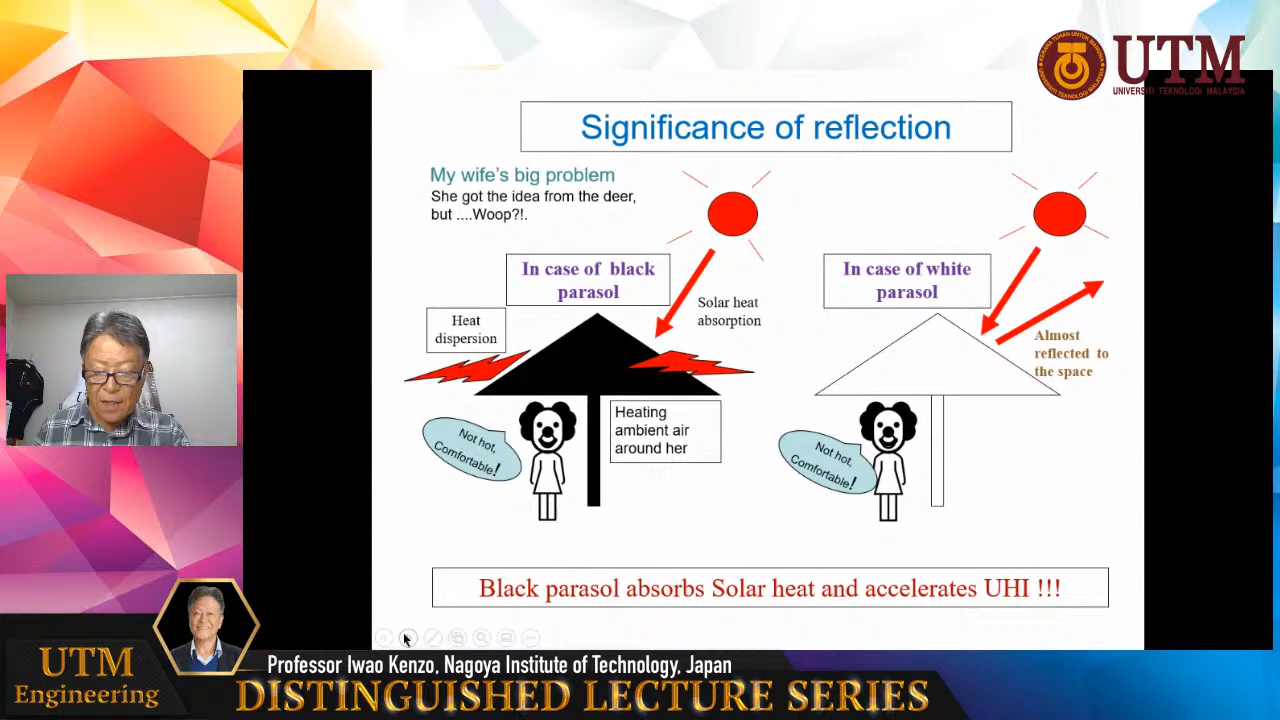 UTM
UNIVERSITI TEKNOLOGI MALAYSIA
Significance of reflection
My wife's big problem
She got the idea from the deer,
but ....Woop?!.
In case of black
parasol
Heat
dispersion
Solar heat
absorption
Not hot,
Comfortable!
Heating
ambient air
around her
In case of white
parasol
Almost
reflected to
the space
Not hot,
Comfortable!
Black parasol absorbs Solar heat and accelerates UHI !!!
UTM
Engineering
Professor Iwao Kenzo, Nagoya Institute of Technology, Japan
DISTINGUISHED LECTURE SERIES